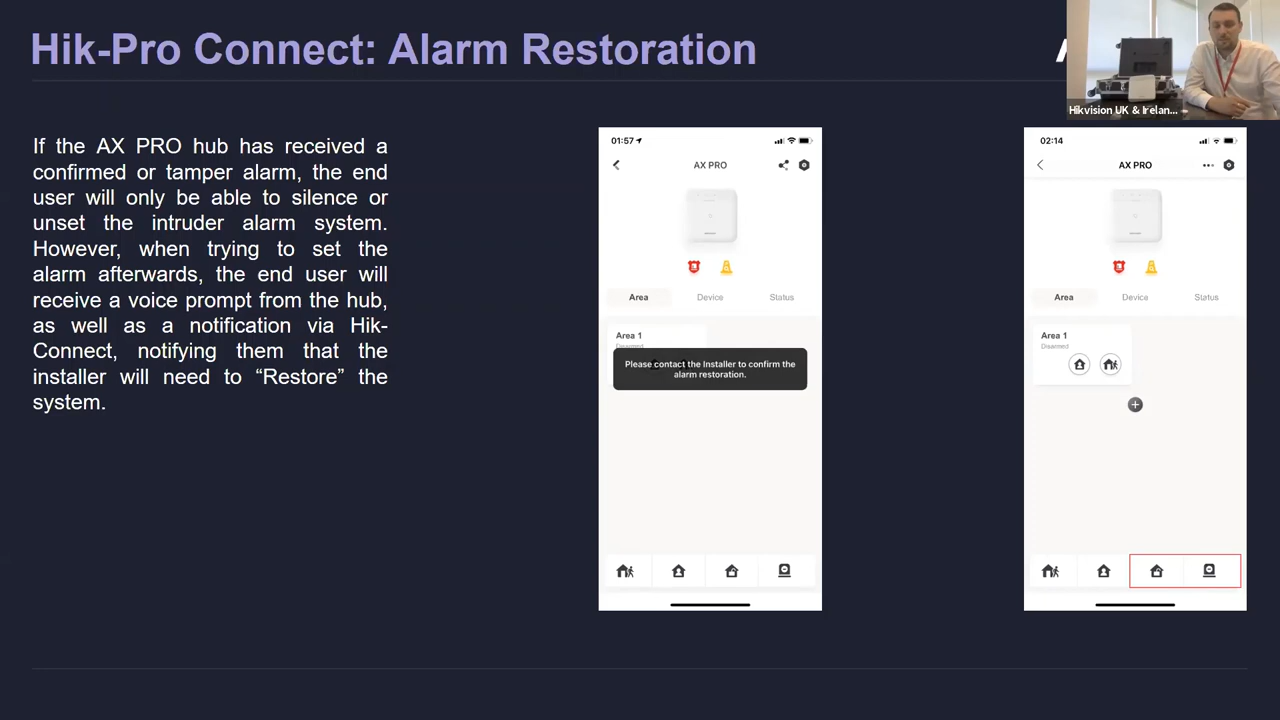 Hik-Pro Connect: Alarm Restoration
A
Hikvision UK & Irelan...
If the AX PRO hub has received a
confirmed or tamper alarm, the end
user will only be able to silence or
unset the intruder alarm system.
However, when trying to set the
alarm afterwards, the end user will
receive a voice prompt from the hub,
as well as a notification via Hik-
Connect, notifying them that the
installer will need to “Restore” the
system.
01:57
AX PRO
Area Device Status
Area 1
Disarmed
Please contact the Installer to confirm the
alarm restoration.
02:14
AX PRO
Area Device Status
Area 1
Disarmed